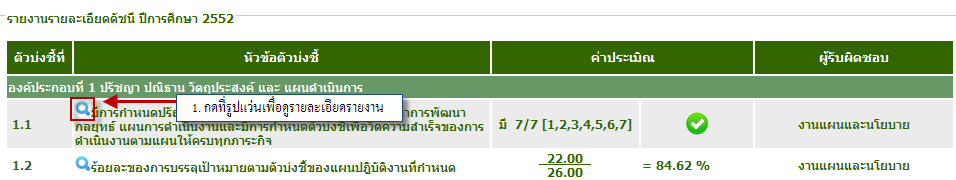 รายงานรายละเอียดดัชนี ปีการศึกษา 2552
ตัวบ่งชี้ที่ หัวข้อตัวบ่งชี้ ค่าประเมิน ผู้รับผิดชอบ
องค์ประกอบที่ 1 ปรัชญา ปณิธาน วัตถุประสงค์ และ แผนดำเนินการ
1. กดที่รูปแว่นเพื่อดูรายละเอียดรายงาน
1.1 มีการกำหนดปรั าการพัฒนา
กลยุทธ์ แผนการดำเนินงานและมีการกำหนดตัวบ่งชี้เพื่อวัดความสำเร็จของการ
ดำเนินงานตามแผนให้ครบทุกภาระกิจ
มี 7/7 [1,2,3,4,5,6,7] งานแผนและนโยบาย
1.2 ร้อยละของการบรรลุเป้าหมายตามตัวบ่งชี้ของแผนปฏิบัติงานที่กำหนด
22.00
26.00
= 84.62 % งานแผนและนโยบาย